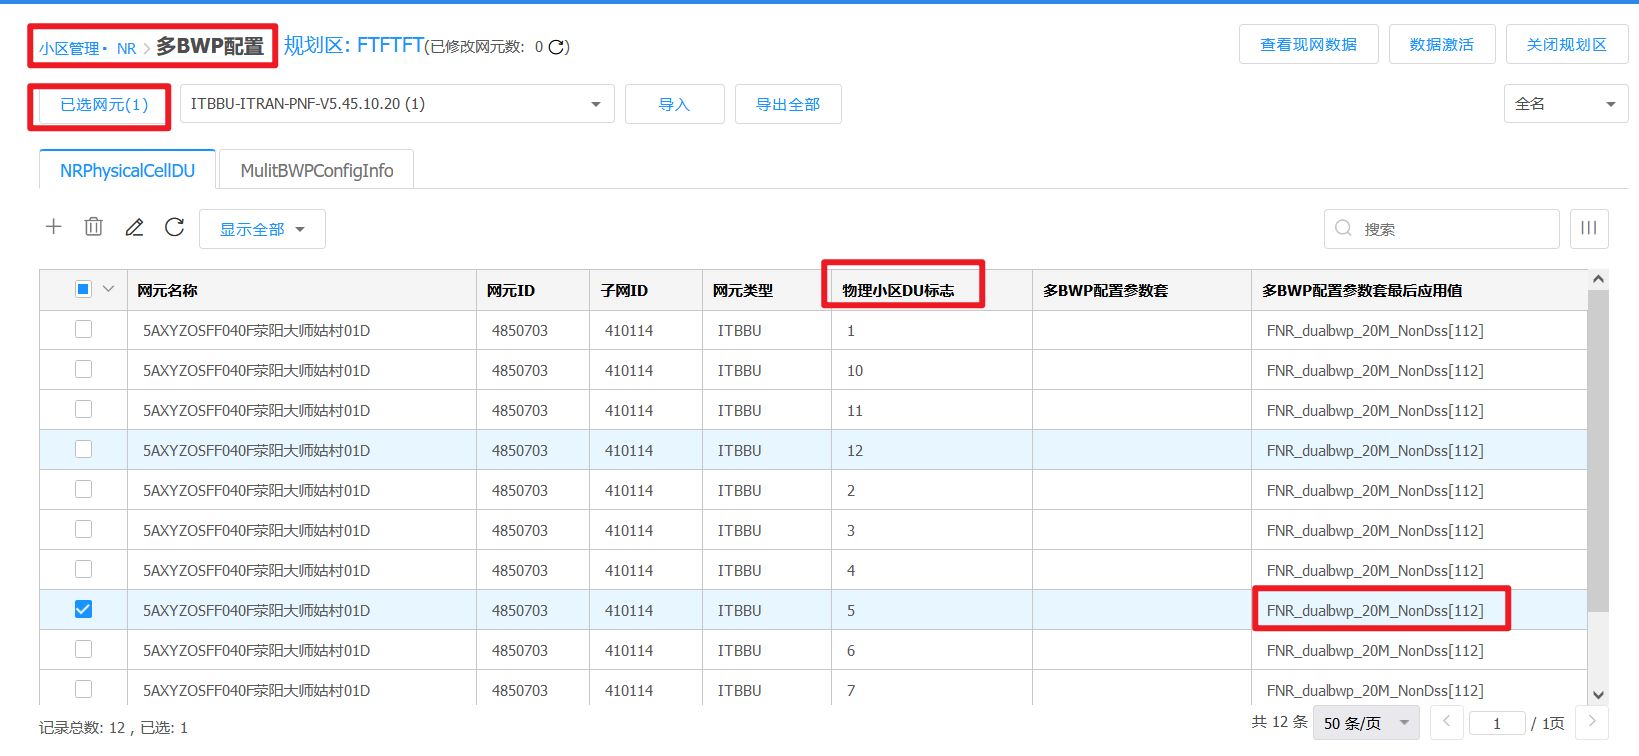 小区管理· NR > 多BWP配置 规划区: FTFTFT(已修改网元数: 0 ) 查看现网数据 数据激活 关闭规划区
已选网元(1) ITBBU-ITRAN-PNF-V5.45.10.20 (1) 导入 导出全部 全名
NRPhysicalCellDU MulitBWPConfigInfo
显示全部 搜索
网元名称 网元ID 子网ID 网元类型 物理小区DU标志 多BWP配置参数套 多BWP配置参数套最后应用值
5AXYZOSFF040F荥阳大师姑村01D 4850703 410114 ITBBU 1 FNR_dualbwp_20M_NonDss[112]
5AXYZOSFF040F荥阳大师姑村01D 4850703 410114 ITBBU 10 FNR_dualbwp_20M_NonDss[112]
5AXYZOSFF040F荥阳大师姑村01D 4850703 410114 ITBBU 11 FNR_dualbwp_20M_NonDss[112]
5AXYZOSFF040F荥阳大师姑村01D 4850703 410114 ITBBU 12 FNR_dualbwp_20M_NonDss[112]
5AXYZOSFF040F荥阳大师姑村01D 4850703 410114 ITBBU 2 FNR_dualbwp_20M_NonDss[112]
5AXYZOSFF040F荥阳大师姑村01D 4850703 410114 ITBBU 3 FNR_dualbwp_20M_NonDss[112]
5AXYZOSFF040F荥阳大师姑村01D 4850703 410114 ITBBU 4 FNR_dualbwp_20M_NonDss[112]
5AXYZOSFF040F荥阳大师姑村01D 4850703 410114 ITBBU 5 FNR_dualbwp_20M_NonDss[112]
5AXYZOSFF040F荥阳大师姑村01D 4850703 410114 ITBBU 6 FNR_dualbwp_20M_NonDss[112]
5AXYZOSFF040F荥阳大师姑村01D 4850703 410114 ITBBU 7 FNR_dualbwp_20M_NonDss[112]
记录总数: 12 , 已选: 1 共 12 条 50 条/页 < 1 / 1页 >